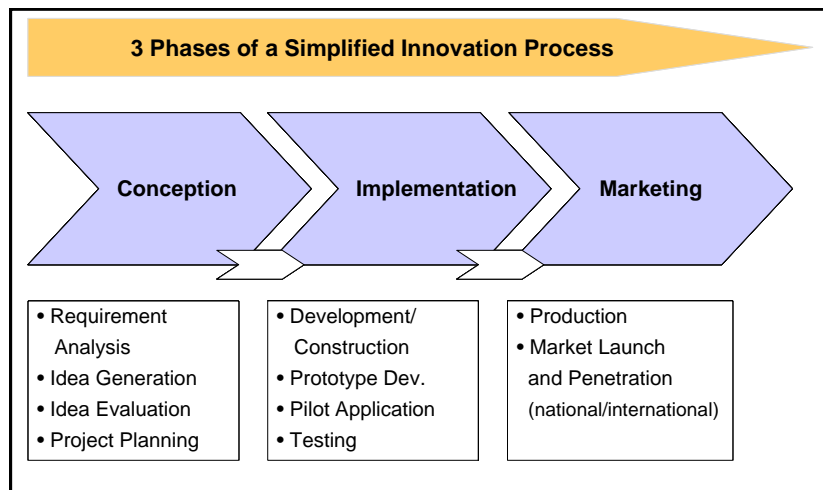 3 Phases of a Simplified Innovation Process
Conception
Implementation
Marketing
• Requirement
Analysis
• Idea Generation
• Idea Evaluation
• Project Planning
• Development/
Construction
• Prototype Dev.
• Pilot Application
• Testing
• Production
• Market Launch
and Penetration
(national/international)